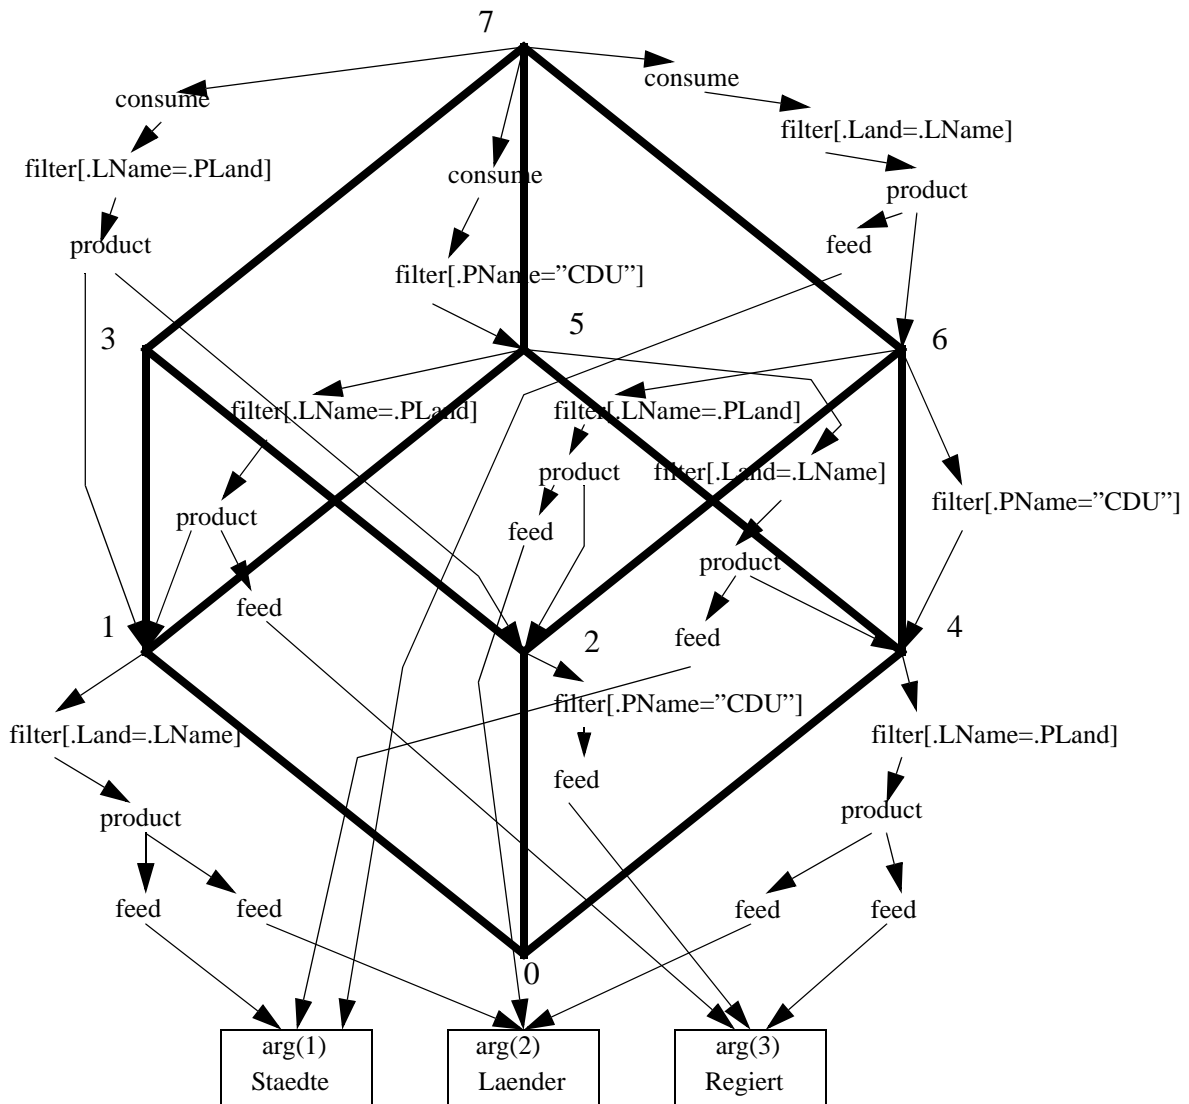 7
consume
consume
filter[.Land=.LName]
filter[.LName=.PLand]
consume
product
product
feed
filter[.PName=”CDU”]
3
5
6
filter[.LName=.PLand]
filter[.LName=.PLand]
product
filter[.Land=.LName]
filter[.PName=”CDU”]
product
feed
product
feed
1
2
4
feed
filter[.Land=.LName]
filter[.PName=”CDU”]
filter[.LName=.PLand]
feed
product
product
feed
feed
feed
feed
0
arg(1)
Staedte
arg(2)
Laender
arg(3)
Regiert